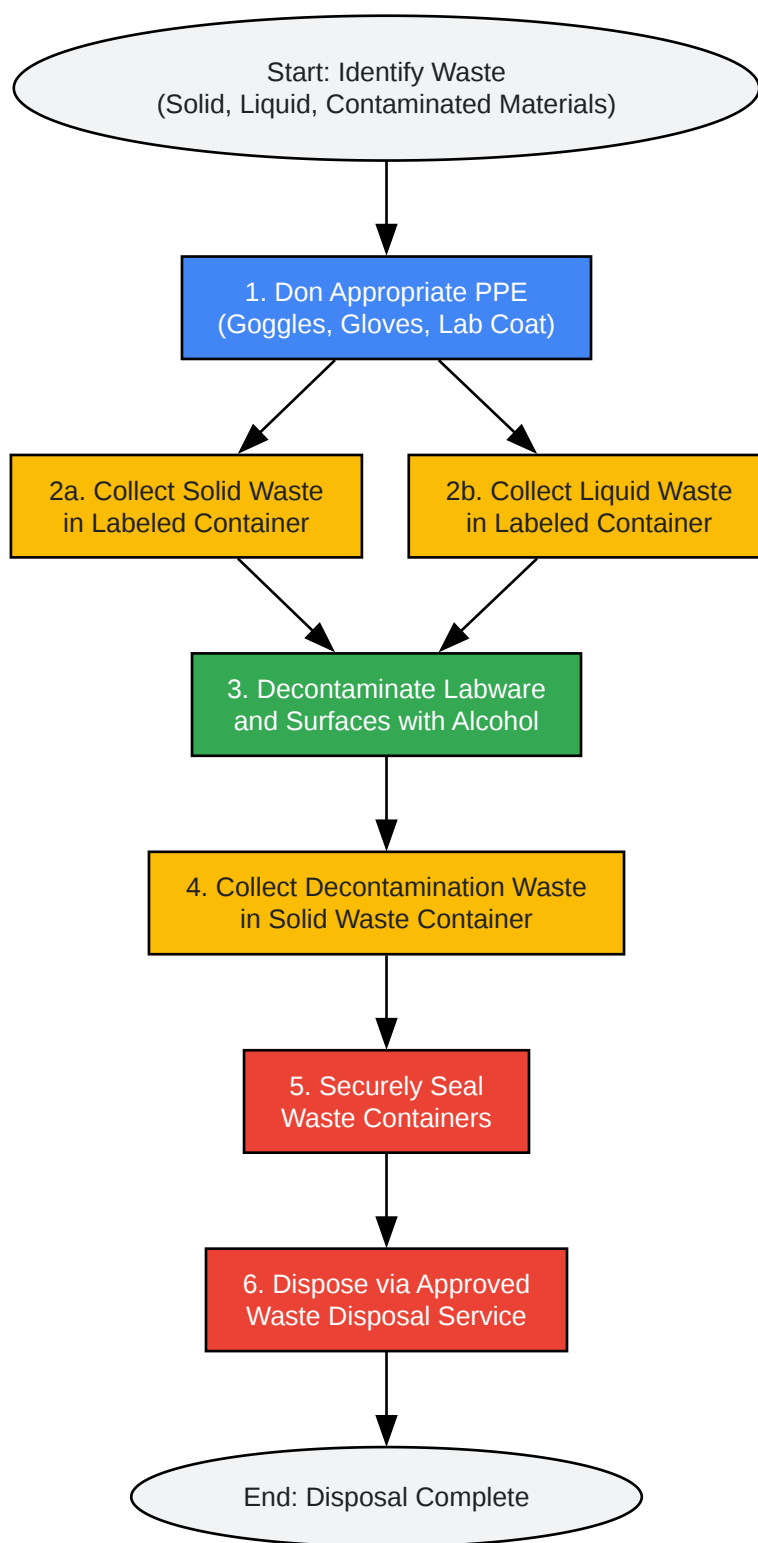 Start: Identify Waste
(Solid, Liquid, Contaminated Materials)
1. Don Appropriate PPE
(Goggles, Gloves, Lab Coat)
2a. Collect Solid Waste
in Labeled Container
2b. Collect Liquid Waste
in Labeled Container
3. Decontaminate Labware
and Surfaces with Alcohol
4. Collect Decontamination Waste
in Solid Waste Container
5. Securely Seal
Waste Containers
6. Dispose via Approved
Waste Disposal Service
End: Disposal Complete